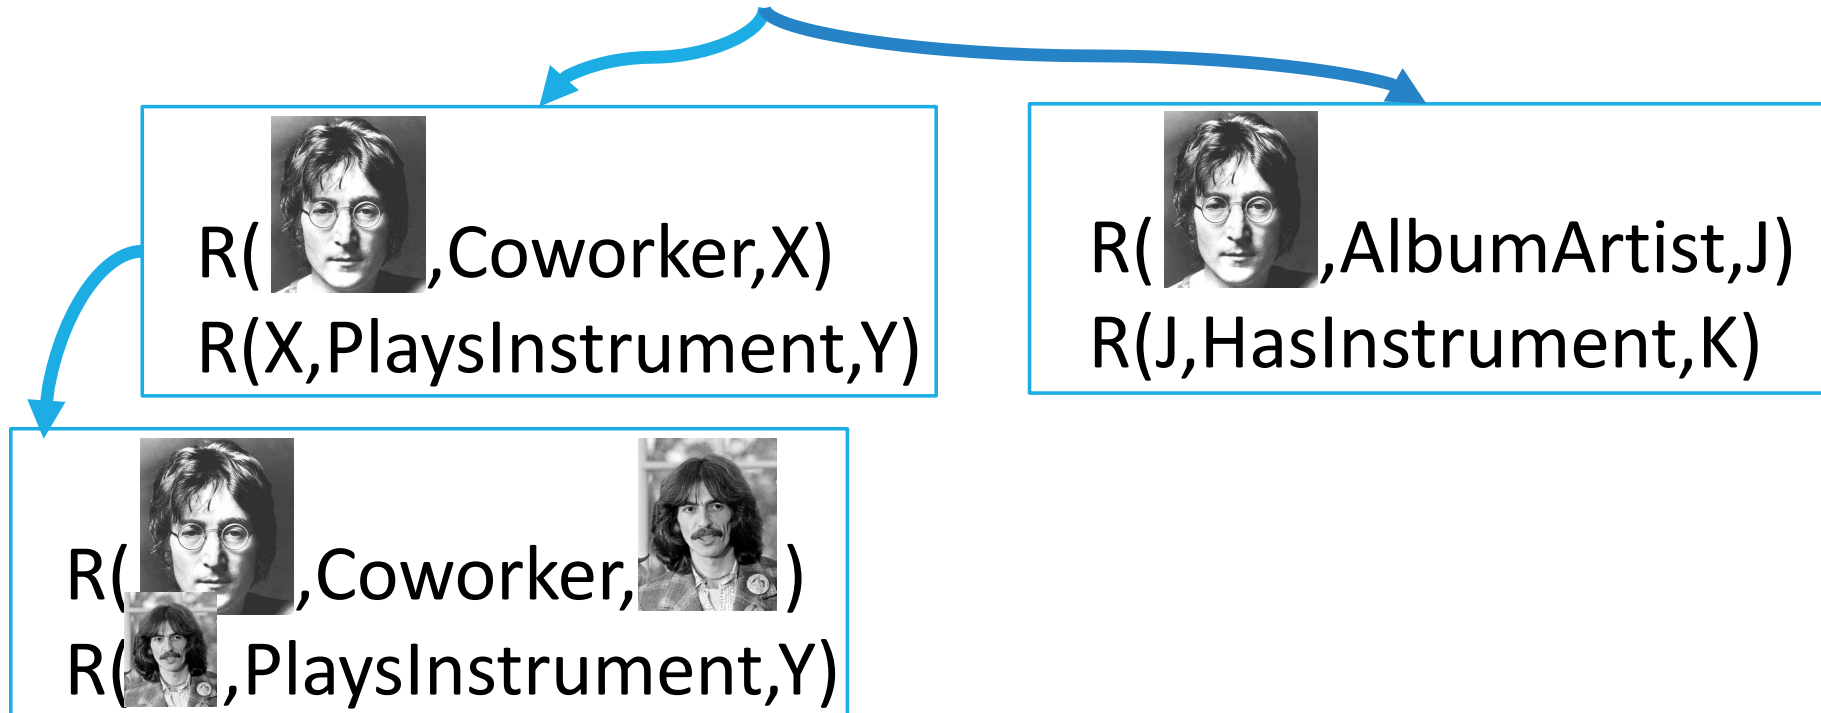 R( ,Coworker,X)
R(X,PlaysInstrument,Y)
R( ,AlbumArtist,J)
R(J,HasInstrument,K)
R( ,Coworker, )
R( ,PlaysInstrument,Y)